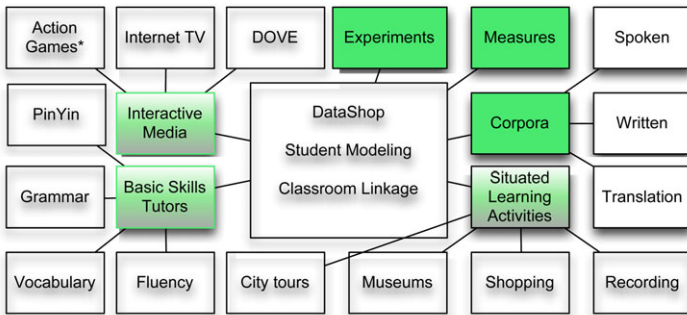 Action
Games*
Internet TV
DOVE
Experiments
Measures
Spoken
PinYin
Interactive
Media
DataShop
Student Modeling
Classroom Linkage
Corpora
Written
Grammar
Basic Skills
Tutors
Situated
Learning
Activities
Translation
Vocabulary
Fluency
City tours
Museums
Shopping
Recording